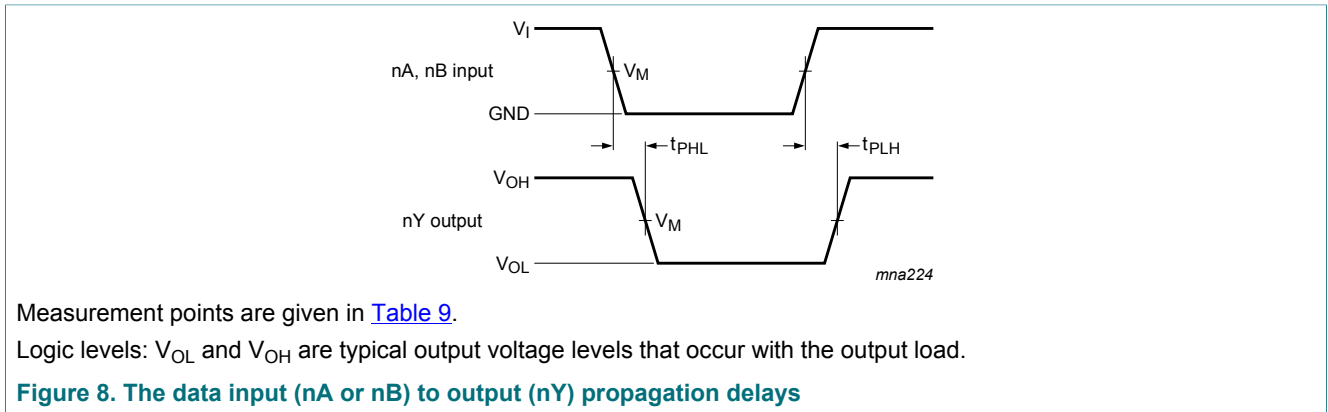 VI
nA, nB input
VM
GND
tPHL
tPLH
VOH
nY output
VM
VOL
mna224
Measurement points are given in Table 9.
Logic levels: VOL and VOH are typical output voltage levels that occur with the output load.
Figure 8. The data input (nA or nB) to output (nY) propagation delays